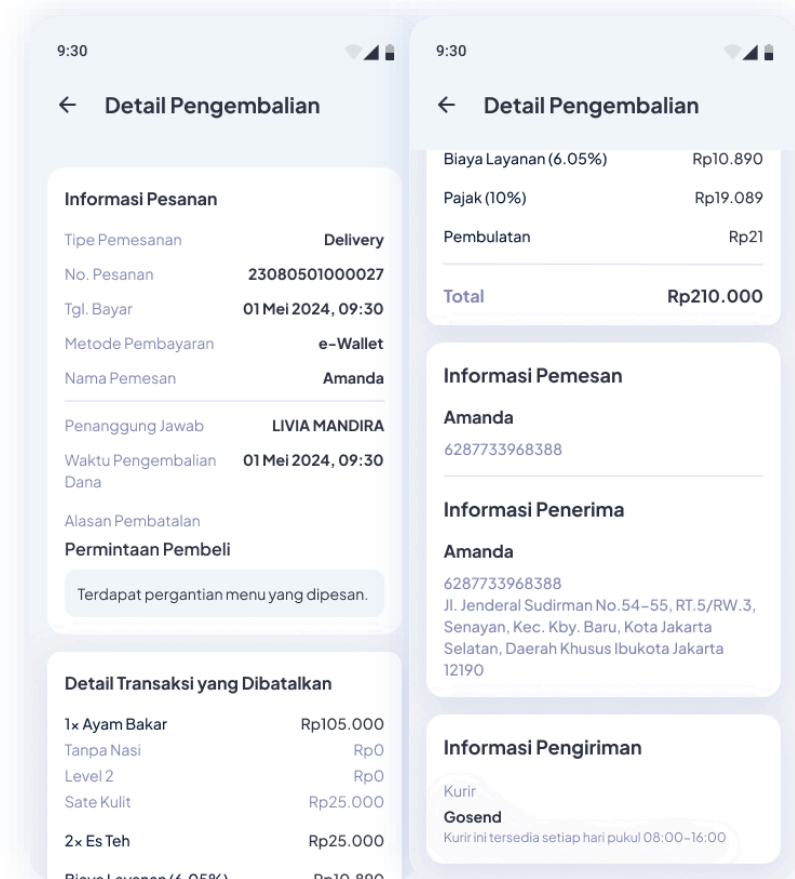 9:30
Detail Pengembalian
Informasi Pesanan
Tipe Pemesanan Delivery
No. Pesanan 23080501000027
Tgl. Bayar 01 Mei 2024, 09:30
Metode Pembayaran e-Wallet
Nama Pemesan Amanda
Penanggung Jawab LIVIA MANDIRA
Waktu Pengembalian 01 Mei 2024, 09:30
Dana
Alasan Pembatalan
Permintaan Pembeli
Terdapat pergantian menu yang dipesan.
Detail Transaksi yang Dibatalkan
1x Ayam Bakar Rp105.000
Tanpa Nasi Rp0
Level 2 Rp0
Sate Kulit Rp25.000
2x Es Teh Rp25.000
Biaya Layanan (6.05%) Rp10.890
9:30
Detail Pengembalian
Biaya Layanan (6.05%) Rp10.890
Pajak (10%) Rp19.089
Pembulatan Rp21
Total Rp210.000
Informasi Pemesan
Amanda
6287733968388
Informasi Penerima
Amanda
6287733968388
Jl. Jenderal Sudirman No.54–55, RT.5/RW.3,
Senayan, Kec. Kby. Baru, Kota Jakarta
Selatan, Daerah Khusus Ibukota Jakarta
12190
Informasi Pengiriman
Kurir
Gosend
Kurir ini tersedia setiap hari pukul 08:00–16:00